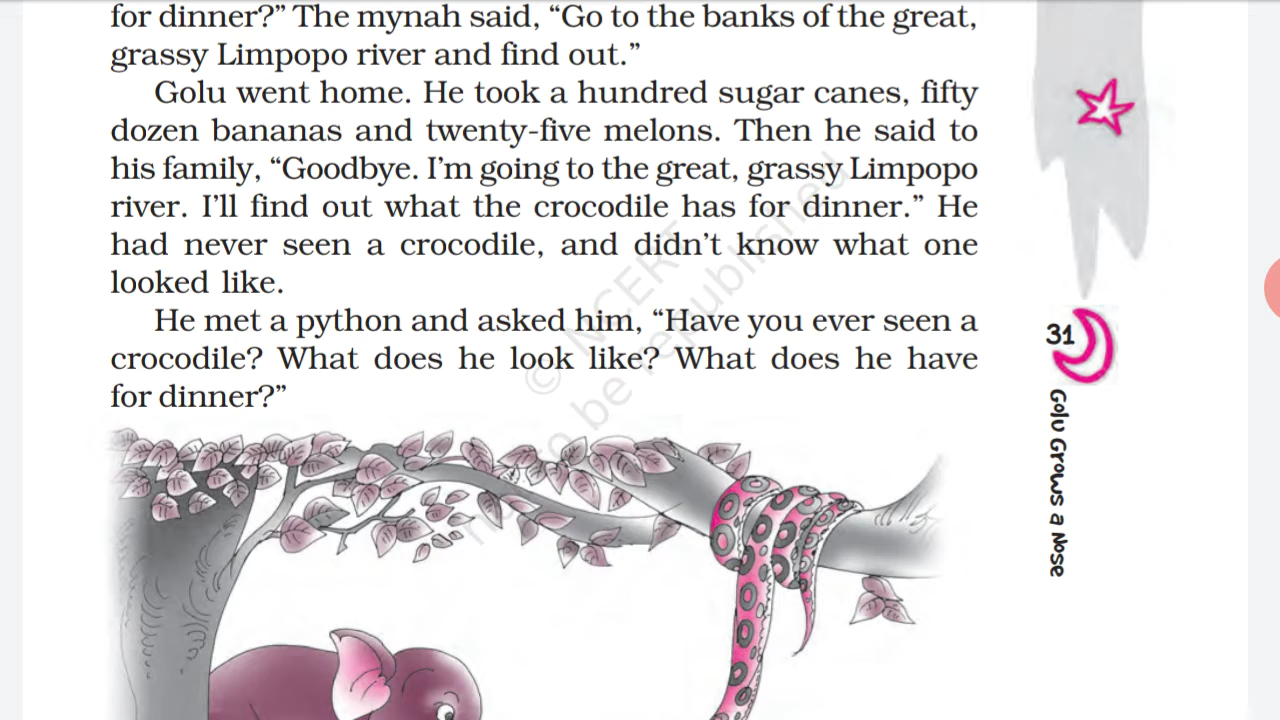 for dinner?” The mynah said, “Go to the banks of the great,
grassy Limpopo river and find out.”
Golu went home. He took a hundred sugar canes, fifty
dozen bananas and twenty-five melons. Then he said to
his family, “Goodbye. I’m going to the great, grassy Limpopo
river. I’ll find out what the crocodile has for dinner.” He
had never seen a crocodile, and didn’t know what one
looked like.
He met a python and asked him, “Have you ever seen a
crocodile? What does he look like? What does he have
for dinner?”
31
Golu Grows a Nose
© NCERT
be republished